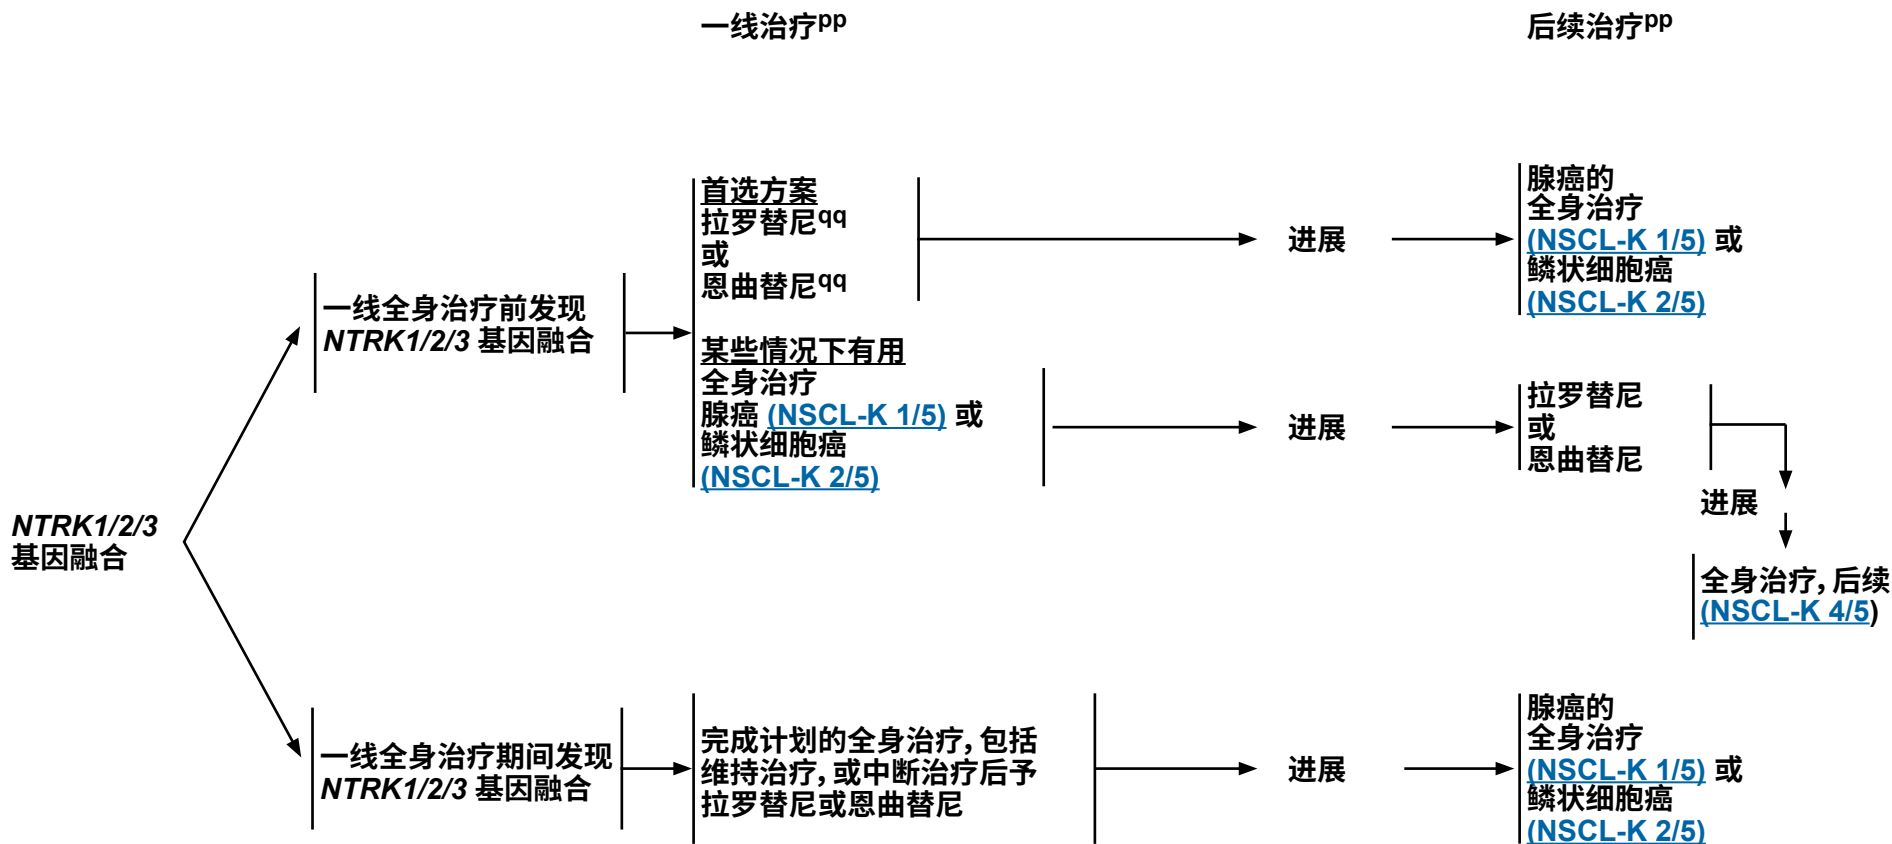 一线治疗pp
后续治疗pp
NTRK1/2/3
基因融合
一线全身治疗前发现
NTRK1/2/3 基因融合
首选方案
拉罗替尼qq
或
恩曲替尼qq
进展
腺癌的
全身治疗
(NSCL-K 1/5) 或
鳞状细胞癌
(NSCL-K 2/5)
某些情况下有用
全身治疗
腺癌 (NSCL-K 1/5) 或
鳞状细胞癌
(NSCL-K 2/5)
进展
拉罗替尼
或
恩曲替尼
进展
全身治疗,后续
(NSCL-K 4/5)
一线全身治疗期间发现
NTRK1/2/3 基因融合
完成计划的全身治疗,包括
维持治疗,或中断治疗后予
拉罗替尼或恩曲替尼
进展
腺癌的
全身治疗
(NSCL-K 1/5) 或
鳞状细胞癌
(NSCL-K 2/5)